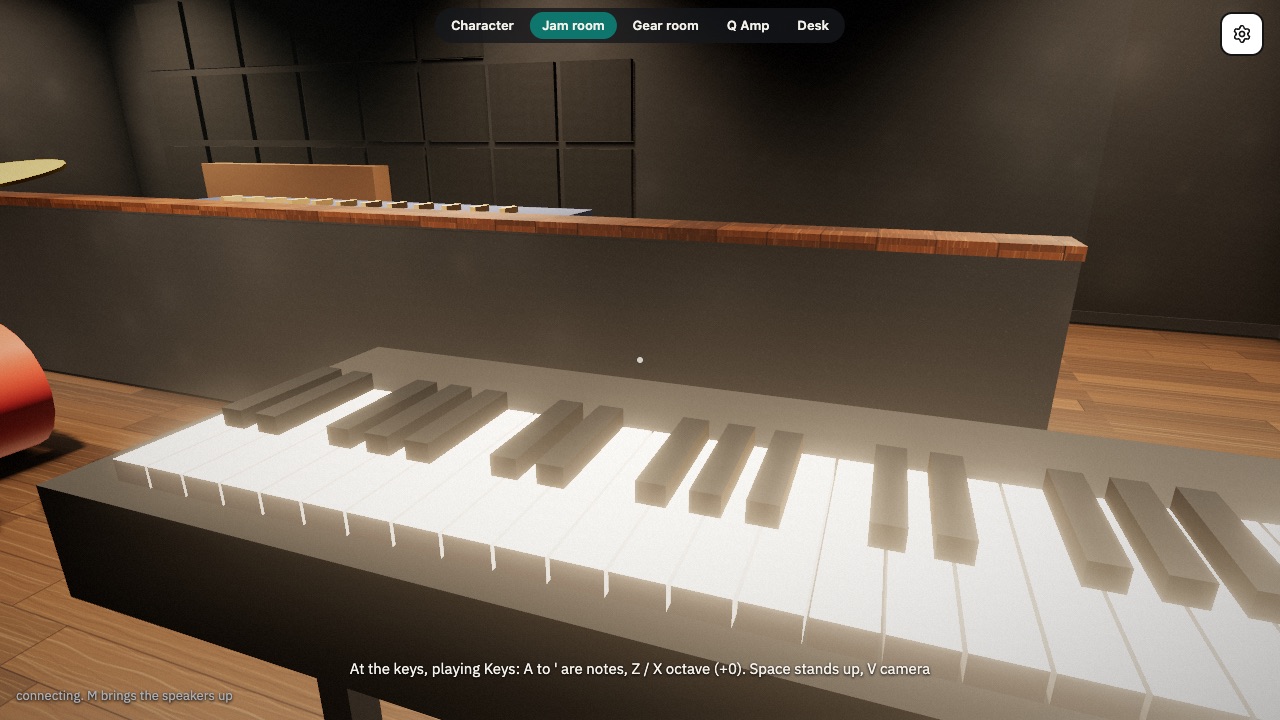 Character
Jam room
Gear room
Q Amp
Desk
At the keys, playing Keys: A to ' are notes, Z / X octave (+0). Space stands up, V camera
connecting. M brings the speakers up